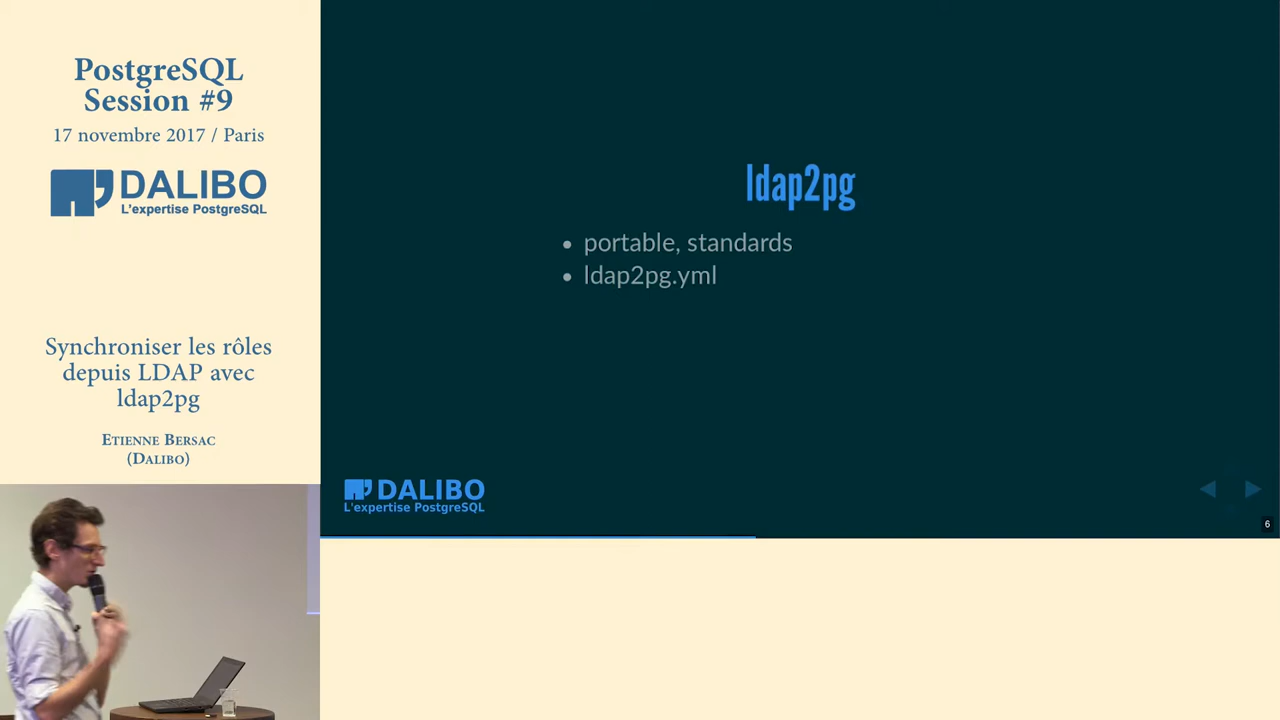 PostgreSQL
Session #9
17 novembre 2017 / Paris
DALIBO
L'expertise PostgreSQL
Synchroniser les rôles
depuis LDAP avec
ldap2pg
Etienne Bersac
(Dalibo)
ldap2pg
• portable, standards
• ldap2pg.yml
DALIBO
L'expertise PostgreSQL
6